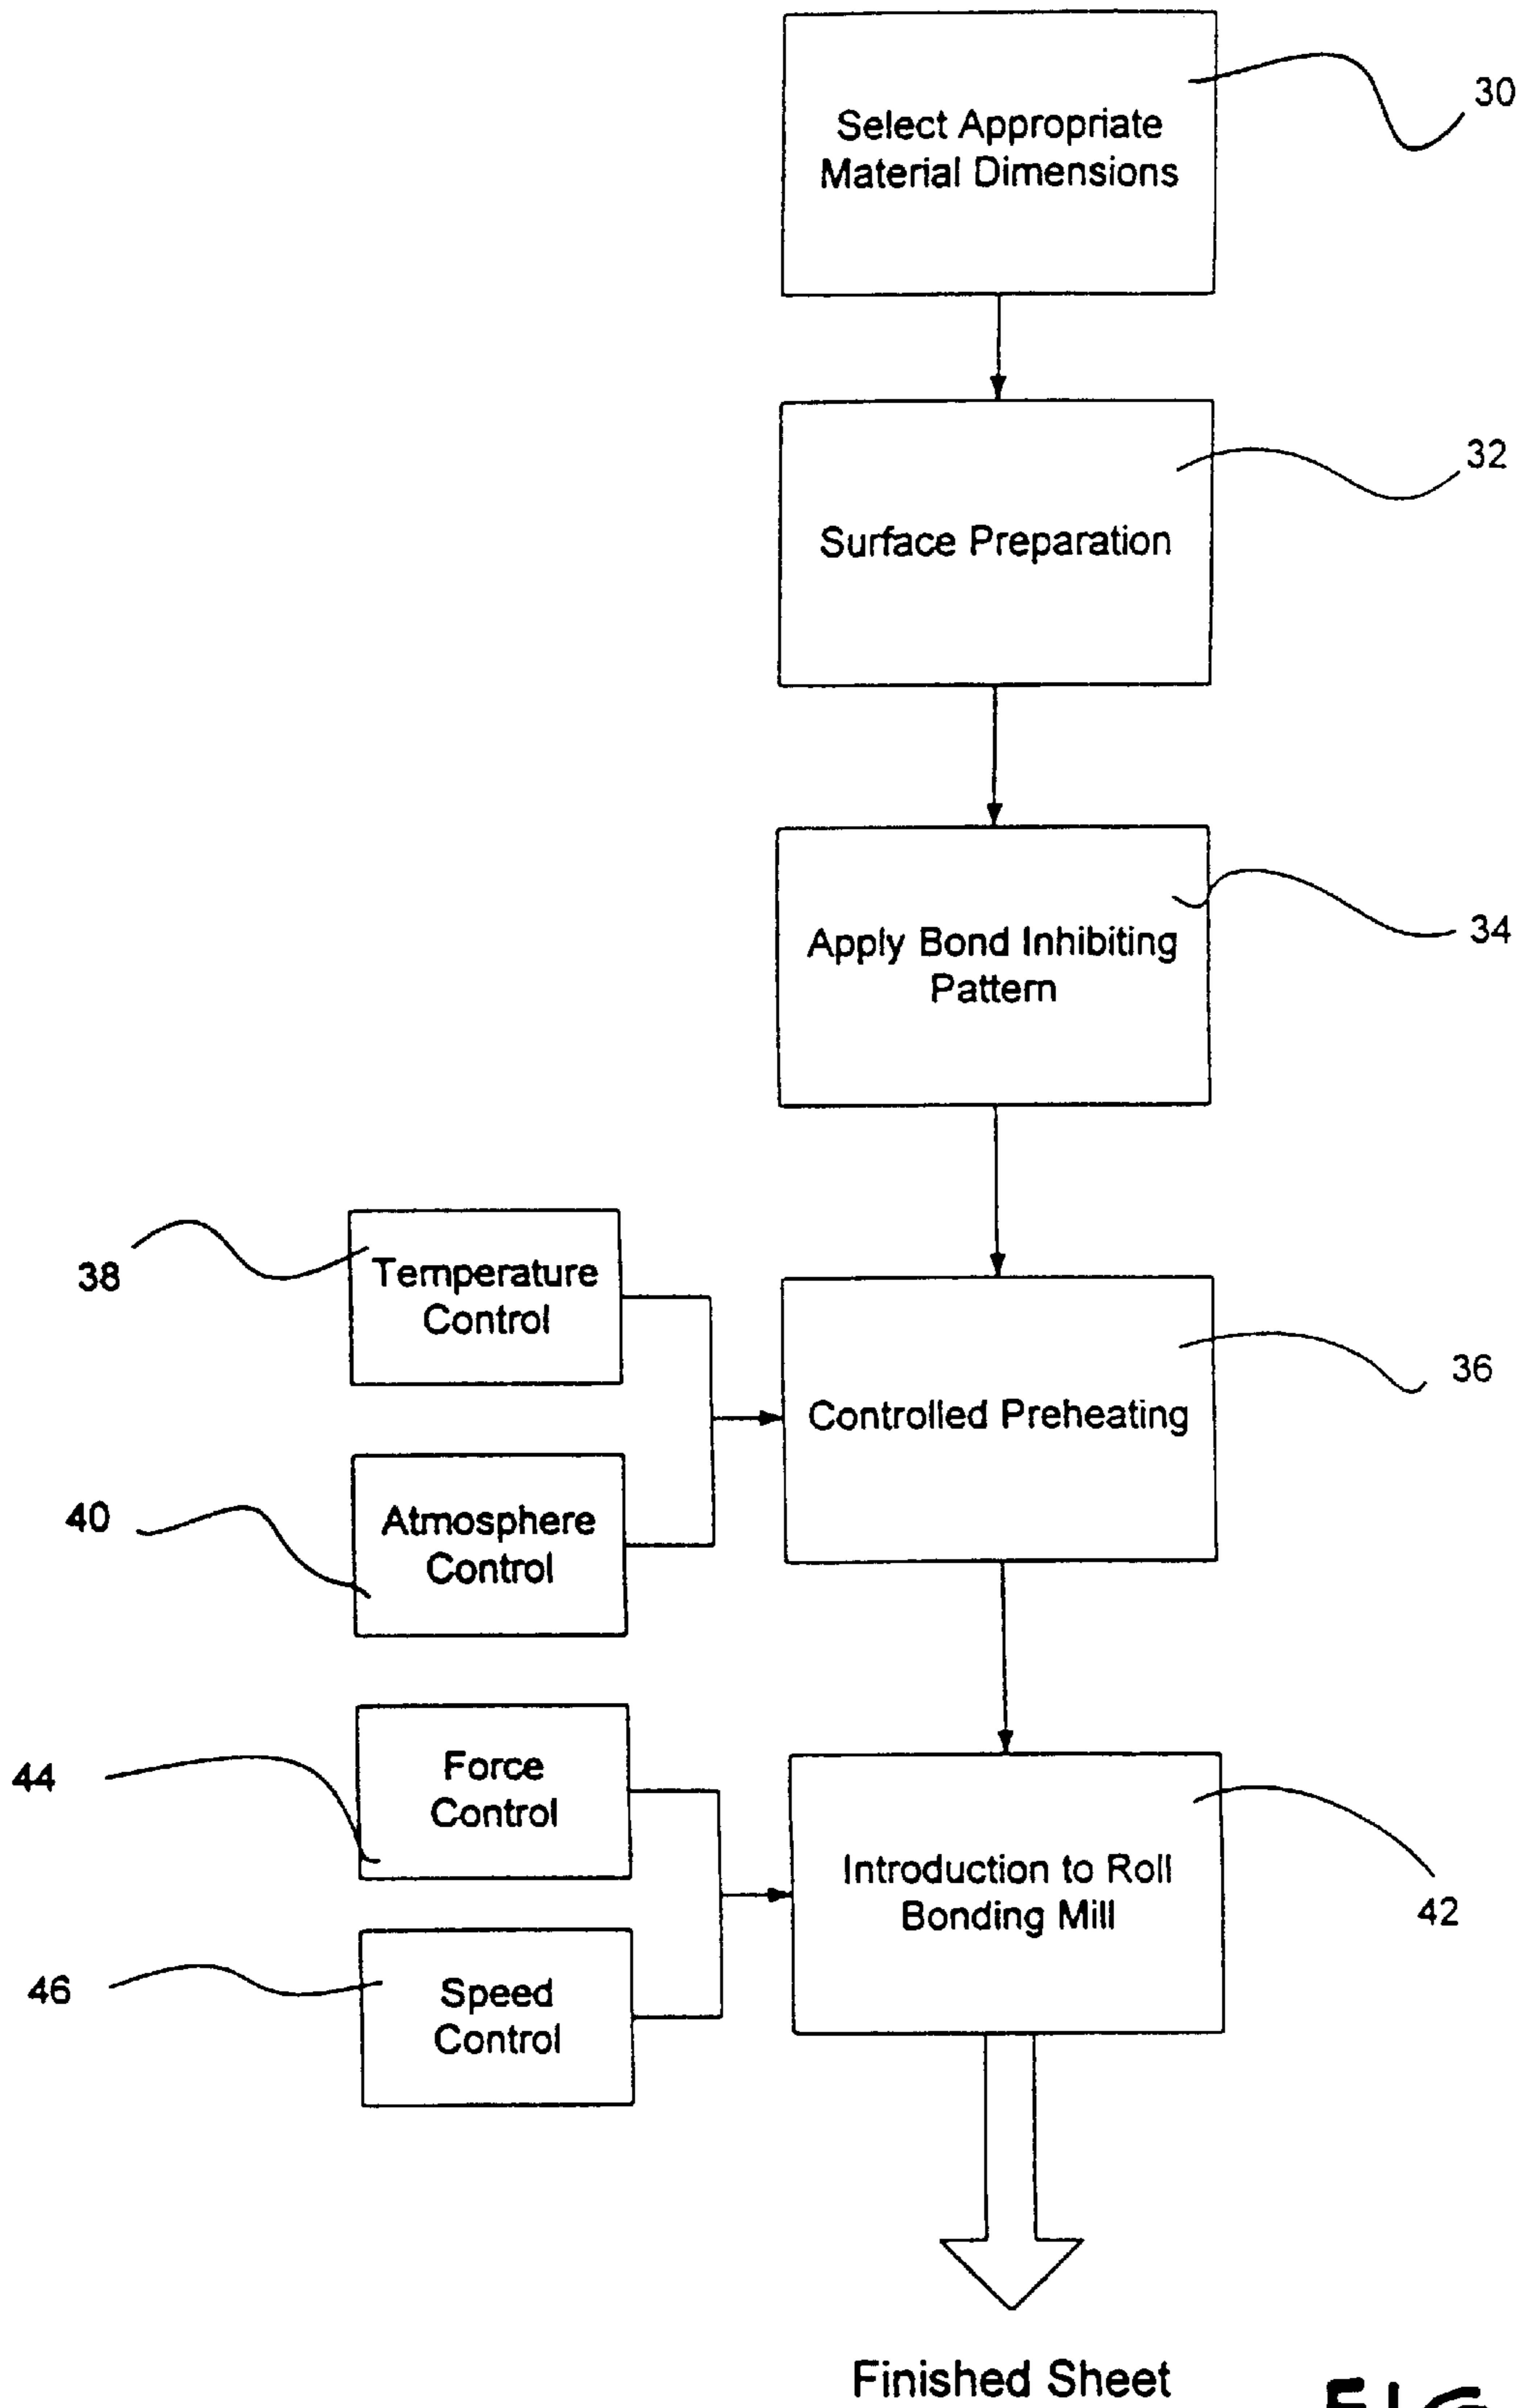 Select Appropriate
Material Dimensions
30
Surface Preparation
32
Apply Bond Inhibiting
Pattern
34
38
Temperature
Control
Controlled Preheating
36
40
Atmosphere
Control
44
Force
Control
Introduction to Roll
Bonding Mill
42
46
Speed
Control
Finished Sheet